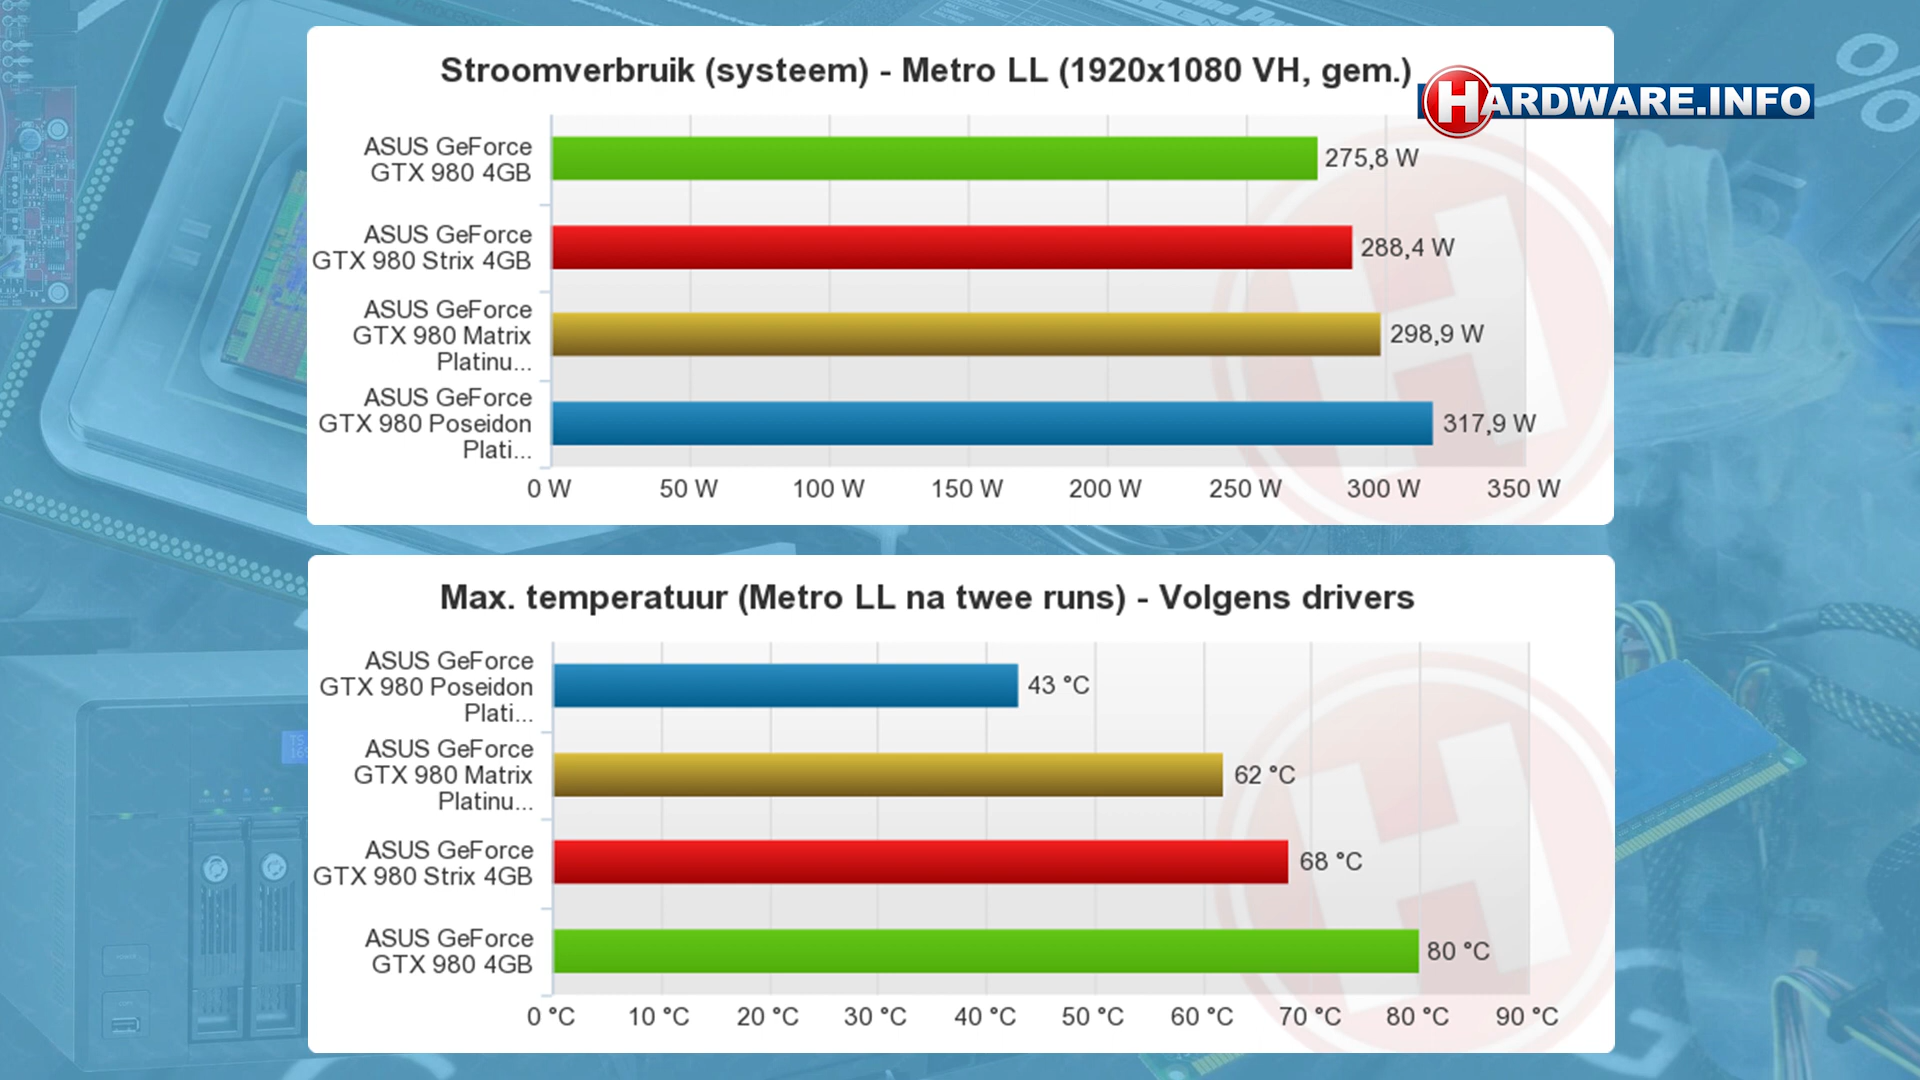 Stroomverbruik (systeem) - Metro LL (1920x1080 VH, gem.)
HARDWARE.INFO
ASUS GeForce
GTX 980 4GB
275,8 W
ASUS GeForce
GTX 980 Strix 4GB
288,4 W
ASUS GeForce
GTX 980 Matrix
Platinu...
298,9 W
ASUS GeForce
GTX 980 Poseidon
Plati...
317,9 W
0 W 50 W 100 W 150 W 200 W 250 W 300 W 350 W
Max. temperatuur (Metro LL na twee runs) - Volgens drivers
ASUS GeForce
GTX 980 Poseidon
Plati...
43 °C
ASUS GeForce
GTX 980 Matrix
Platinu...
62 °C
ASUS GeForce
GTX 980 Strix 4GB
68 °C
ASUS GeForce
GTX 980 4GB
80 °C
0 °C 10 °C 20 °C 30 °C 40 °C 50 °C 60 °C 70 °C 80 °C 90 °C